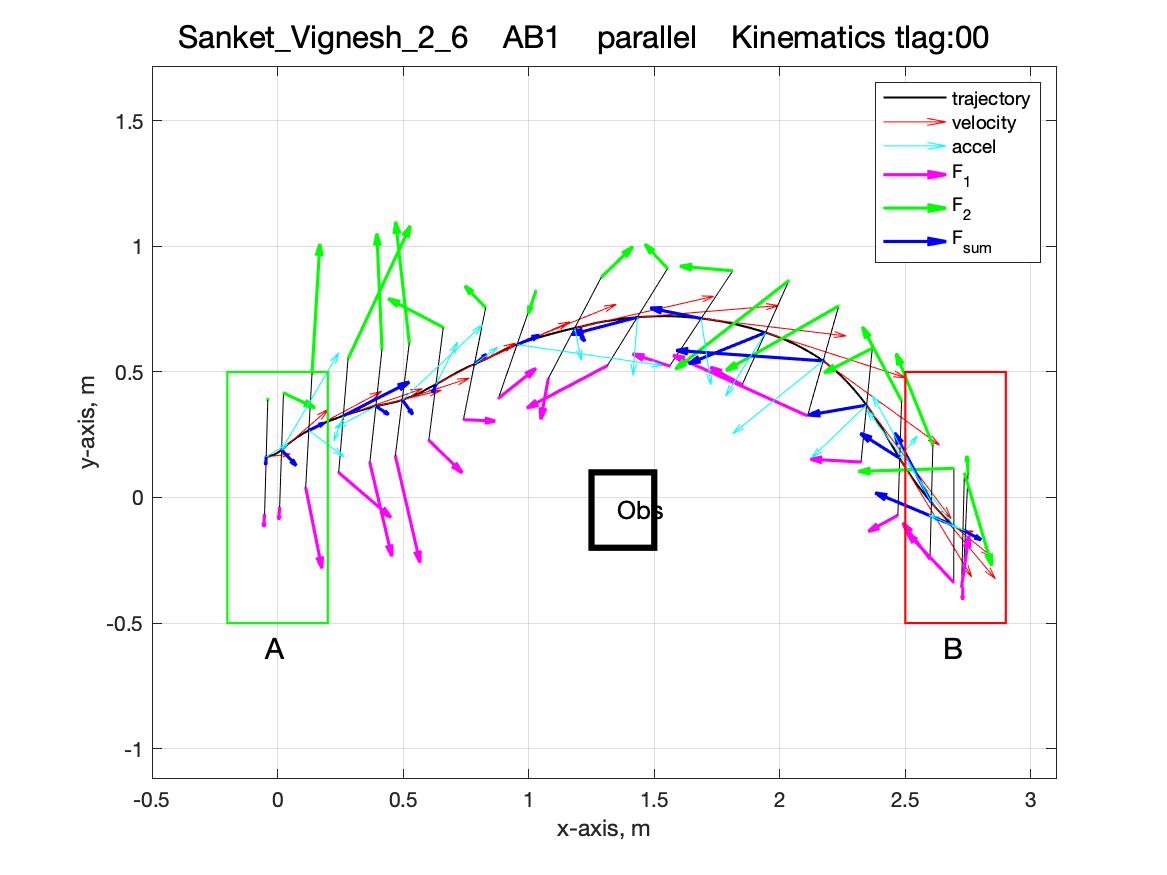 Sanket_Vignesh_2_6 AB1 parallel Kinematics tlag:00
trajectory
velocity
accel
F1
F2
Fsum
1.5
1
0.5
0
-0.5
-1
y-axis, m
Obs
A
B
-0.5 0 0.5 1 1.5 2 2.5 3
x-axis, m